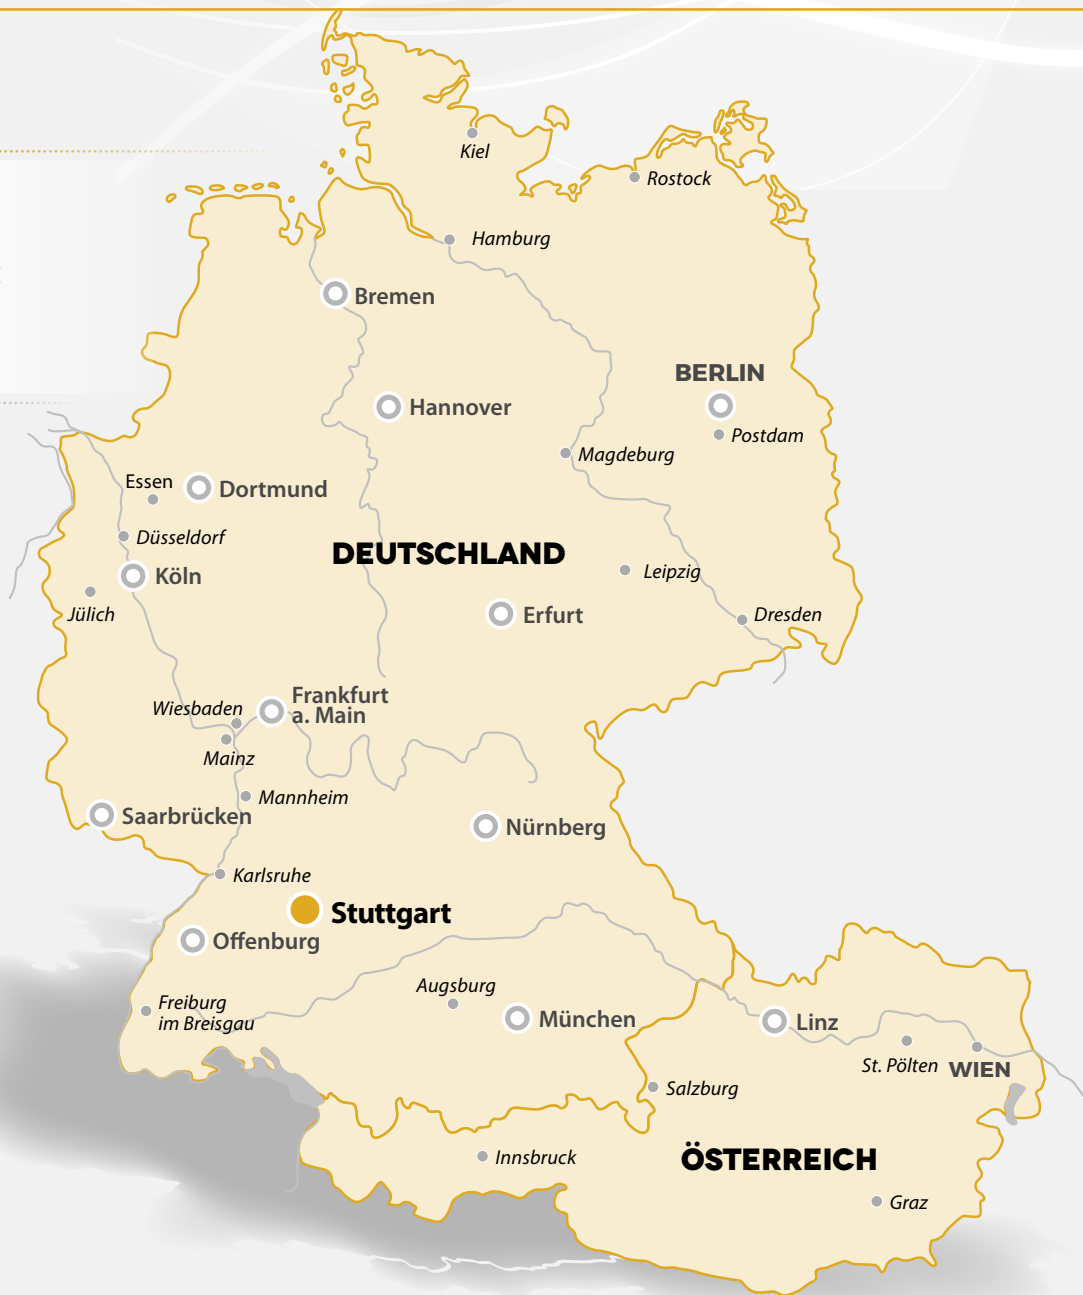 Kiel
Rostock
Hamburg
Bremen
BERLIN
Hannover
Postdam
Magdeburg
Essen
Dortmund
Düsseldorf
DEUTSCHLAND
Leipzig
Köln
Jülich
Erfurt
Dresden
Frankfurt
a. Main
Wiesbaden
Mainz
Mannheim
Saarbrücken
Nürnberg
Karlsruhe
Stuttgart
Offenburg
Augsburg
Freiburg
im Breisgau
München
Linz
St. Pölten
WIEN
Salzburg
Innsbruck
ÖSTERREICH
Graz